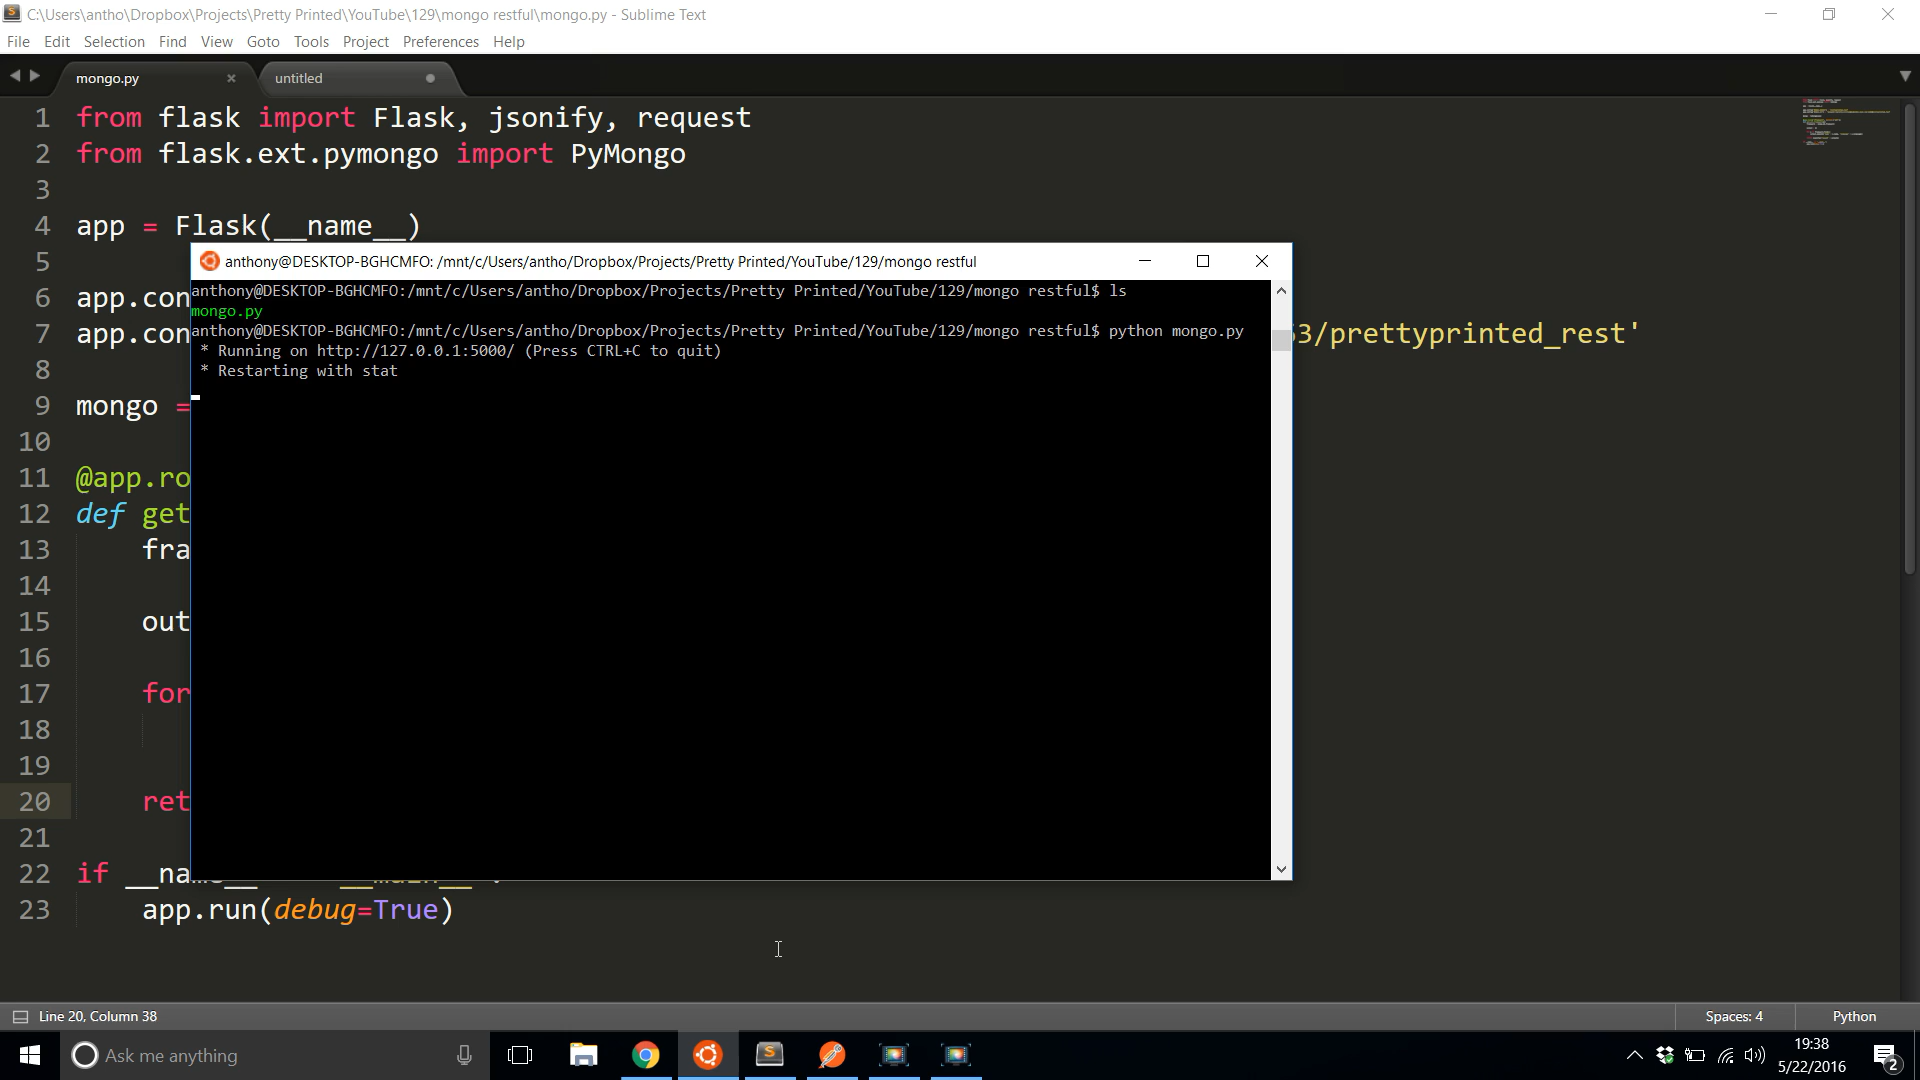 C:\Users\antho\Dropbox\Projects\Pretty Printed\YouTube\129\mongo restful\mongo.py - Sublime Text
File Edit Selection Find View Goto Tools Project Preferences Help
mongo.py untitled
1 from flask import Flask, jsonify, request
2 from flask.ext.pymongo import PyMongo
3
4 app = Flask(__name__)
5
6 app.con
7 app.con 63/prettyprinted_rest'
8
9 mongo =
10
11 @app.ro
12 def get
13 fra
14
15 out
16
17 for
18
19
20 ret
21
22 if __name__ __main__ :
23 app.run(debug=True)
anthony@DESKTOP-BGHCMFO: /mnt/c/Users/antho/Dropbox/Projects/Pretty Printed/YouTube/129/mongo restful
anthony@DESKTOP-BGHCMFO:/mnt/c/Users/antho/Dropbox/Projects/Pretty Printed/YouTube/129/mongo restful$ ls
mongo.py
anthony@DESKTOP-BGHCMFO:/mnt/c/Users/antho/Dropbox/Projects/Pretty Printed/YouTube/129/mongo restful$ python mongo.py
* Running on http://127.0.0.1:5000/ (Press CTRL+C to quit)
* Restarting with stat
Line 20, Column 38 Spaces: 4 Python
Ask me anything
19:38
5/22/2016
2